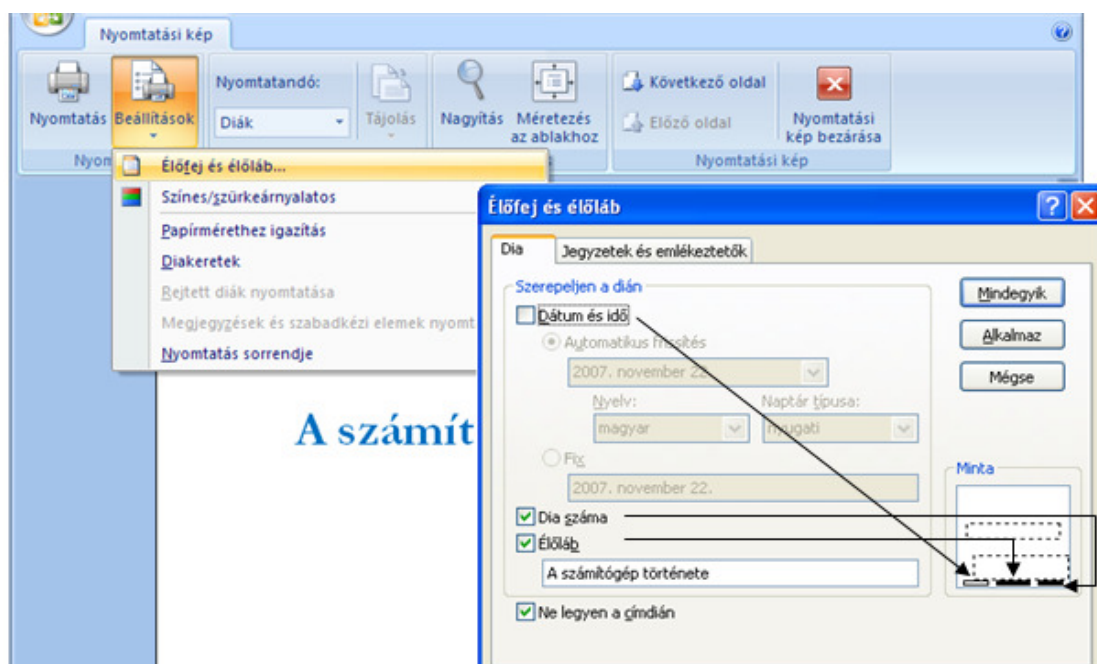 Nyomtatási kép
Nyomtatás
Beállítások
Nyomtatandó:
Diák
Tájolás
Nagyítás
Méretezés
az ablakhoz
Következő oldal
Előző oldal
Nyomtatási
kép bezárása
Nyom
Nyomtatási kép
Élőfej és élőláb...
Színes/szürkeárnyalatos
Papírmérethez igazítás
Diakeretek
Rejtett diák nyomtatása
Megjegyzések és szabadkézi elemek nyomt
Nyomtatás sorrendje
A számít
Élőfej és élőláb
Dia
Jegyzetek és emlékeztetők
Szerepeljen a dián
Dátum és idő
Automatikus frissítés
2007. november 22.
Nyelv:
Naptár típusa:
magyar
nyugati
Fix
2007. november 22.
Dia száma
Élőláb
A számítógép története
Ne legyen a címdián
Mindegyik
Alkalmaz
Mégse
Minta